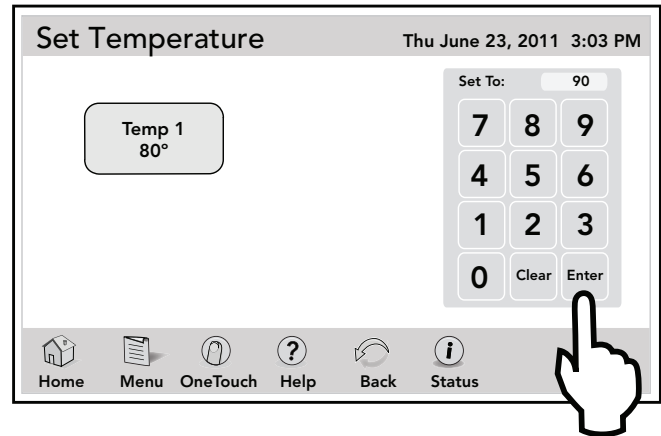 Set Temperature Thu June 23, 2011 3:03 PM
Set To: 90
Temp 1
80°
7 8 9
4 5 6
1 2 3
0 Clear Enter
? i
Home Menu OneTouch Help Back Status